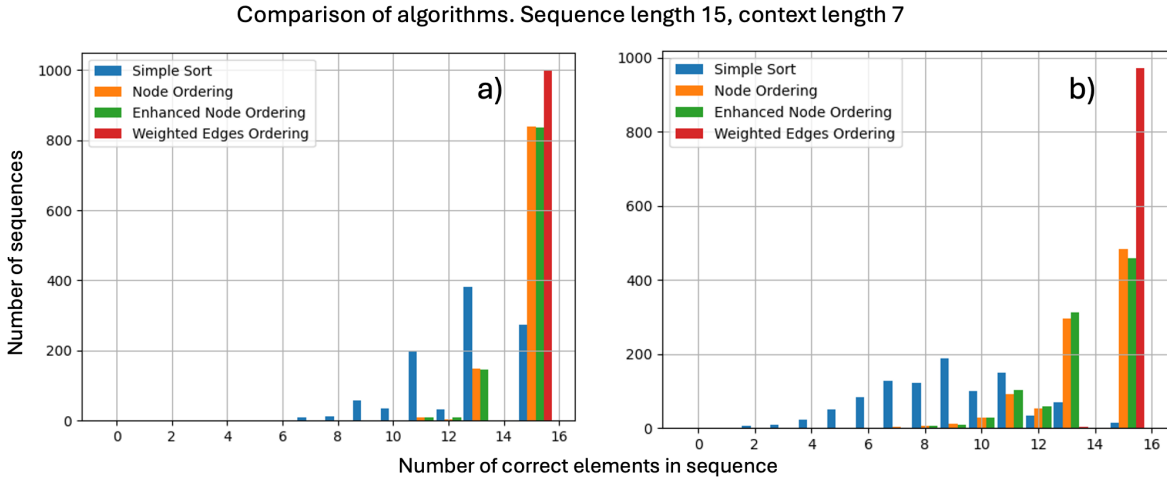 Comparison of algorithms. Sequence length 15, context length 7
Number of sequences
1000
800
600
400
200
0
Simple Sort
Node Ordering
Enhanced Node Ordering
Weighted Edges Ordering
a)
0 2 4 6 8 10 12 14 16
1000
800
600
400
200
0
Simple Sort
Node Ordering
Enhanced Node Ordering
Weighted Edges Ordering
b)
0 2 4 6 8 10 12 14 16
Number of correct elements in sequence